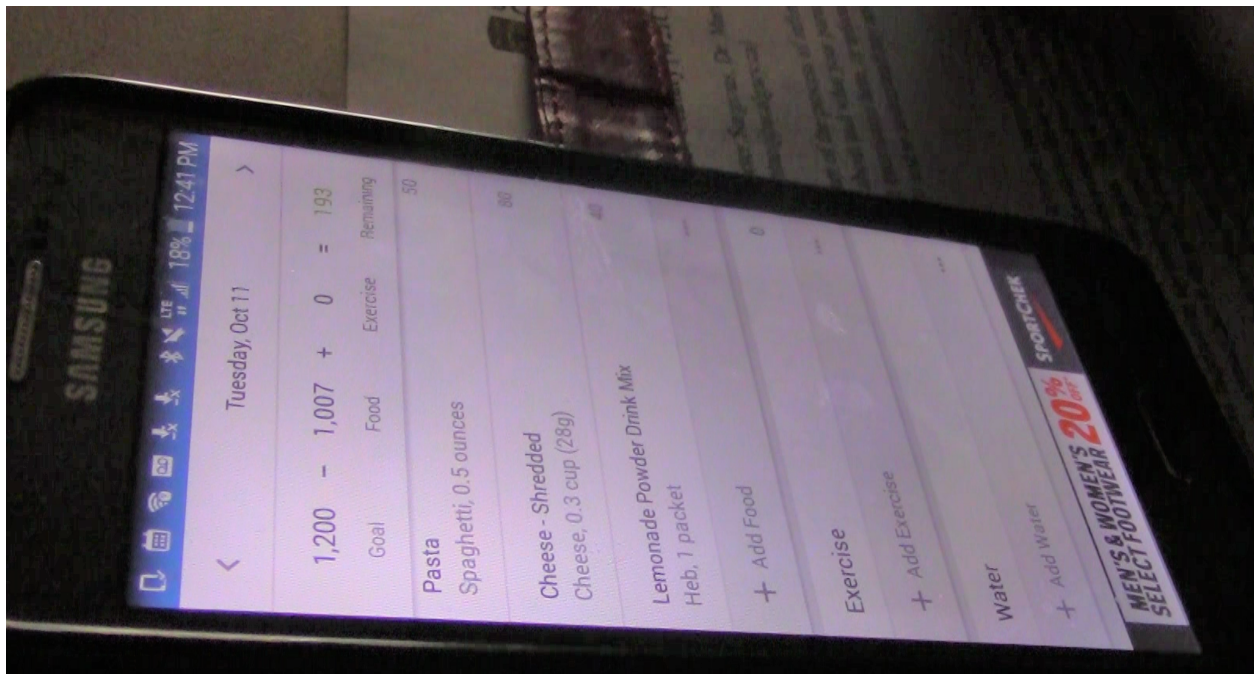 SAMSUNG
LTE 18% 12:41 PM
Tuesday, Oct 11
1,200 - 1,007 + 0 = 193
Goal Food Exercise Remaining
Pasta 50
Spaghetti, 0.5 ounces
Cheese - Shredded 80
Cheese, 0.3 cup (28g)
Lemonade Powder Drink Mix 40
Heb, 1 packet
+ Add Food ...
Exercise 0
+ Add Exercise ...
Water
+ Add Water ...
MEN'S & WOMEN'S
SELECT FOOTWEAR
20% OFF
SPORTCHEK